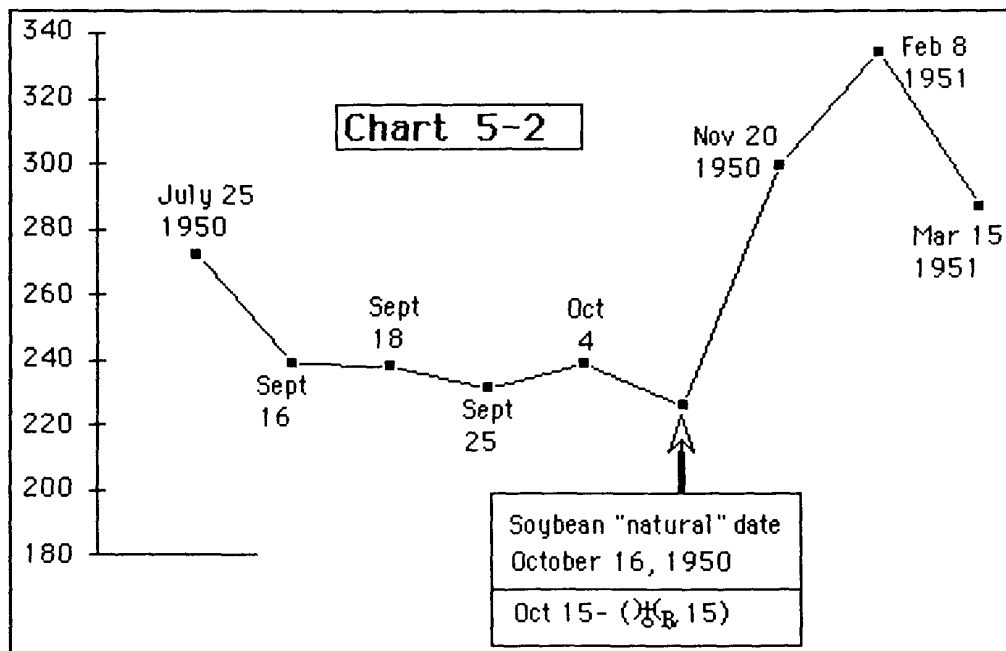 340
320
300
280
260
240
220
200
180
Chart 5-2
July 25
1950
Sept
16
Sept
18
Sept
25
Oct
4
Nov 20
1950
Feb 8
1951
Mar 15
1951
Soybean "natural" date
October 16, 1950
Oct 15- (♅℞ 15)